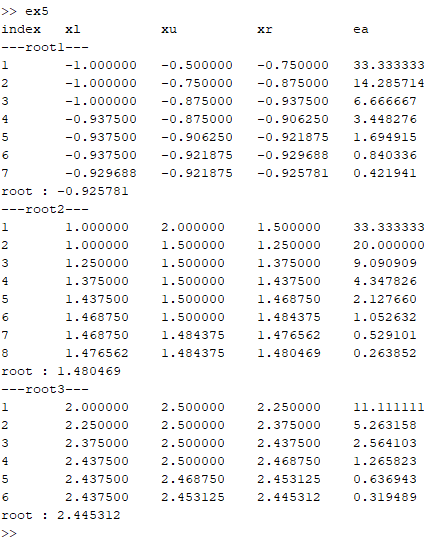 >> ex5
index xl xu xr ea
---root1---
1 -1.000000 -0.500000 -0.750000 33.333333
2 -1.000000 -0.750000 -0.875000 14.285714
3 -1.000000 -0.875000 -0.937500 6.666667
4 -0.937500 -0.875000 -0.906250 3.448276
5 -0.937500 -0.906250 -0.921875 1.694915
6 -0.937500 -0.921875 -0.929688 0.840336
7 -0.929688 -0.921875 -0.925781 0.421941
root : -0.925781
---root2---
1 1.000000 2.000000 1.500000 33.333333
2 1.000000 1.500000 1.250000 20.000000
3 1.250000 1.500000 1.375000 9.090909
4 1.375000 1.500000 1.437500 4.347826
5 1.437500 1.500000 1.468750 2.127660
6 1.468750 1.500000 1.484375 1.052632
7 1.468750 1.484375 1.476562 0.529101
8 1.476562 1.484375 1.480469 0.263852
root : 1.480469
---root3---
1 2.000000 2.500000 2.250000 11.111111
2 2.250000 2.500000 2.375000 5.263158
3 2.375000 2.500000 2.437500 2.564103
4 2.437500 2.500000 2.468750 1.265823
5 2.437500 2.468750 2.453125 0.636943
6 2.437500 2.453125 2.445312 0.319489
root : 2.445312
>>